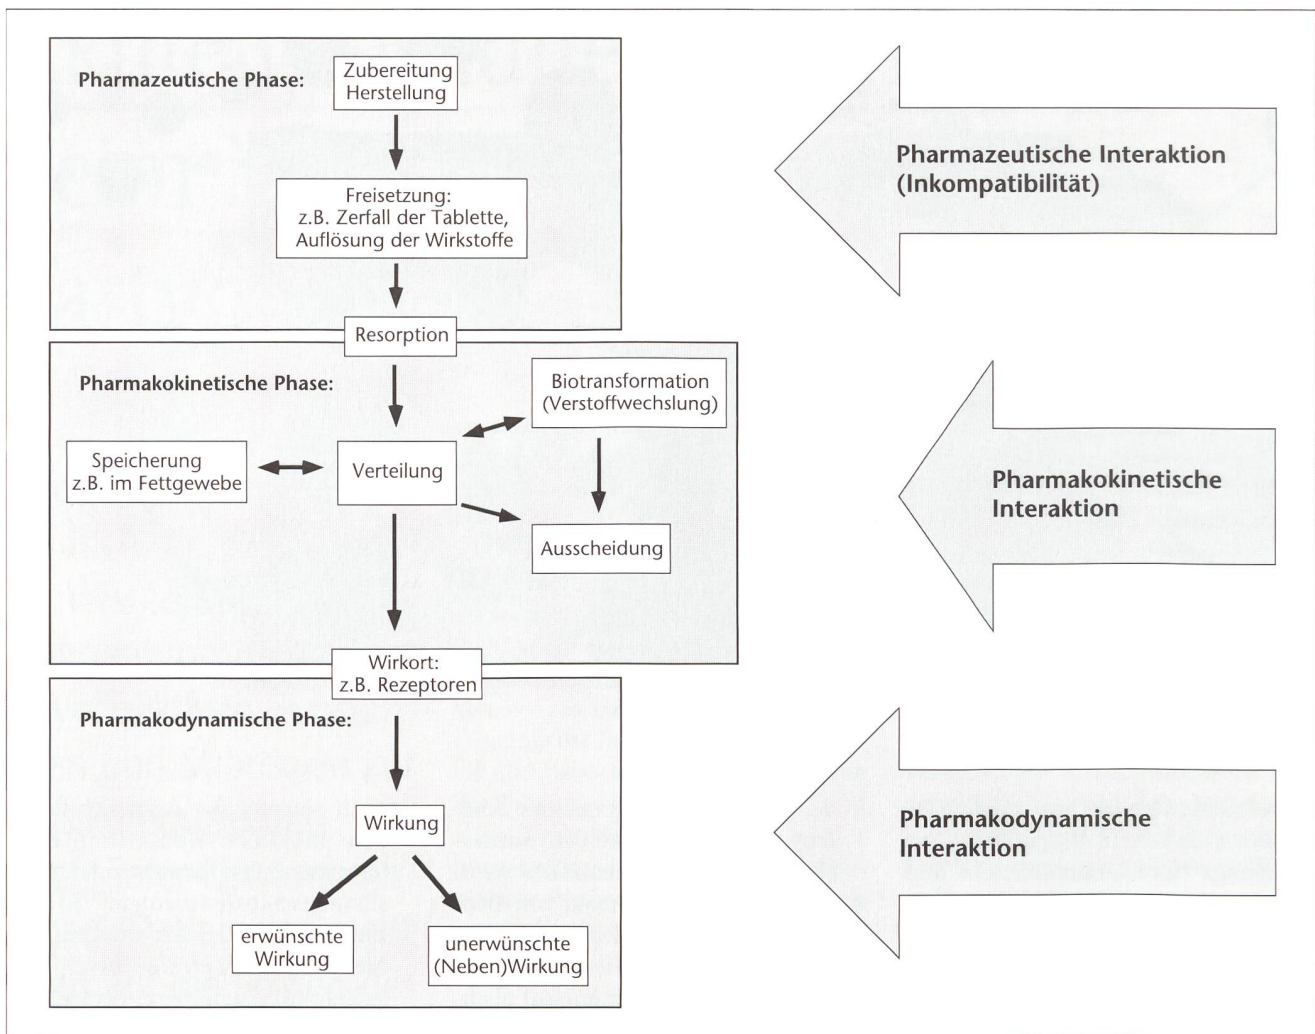 Pharmazeutische Phase:
Zubereitung
Herstellung
Freisetzung:
z.B. Zerfall der Tablette,
Auflösung der Wirkstoffe
Resorption
Pharmazeutische Interaktion
(Inkompatibilität)
Pharmakokinetische Phase:
Biotransformation
(Verstoffwechslung)
Speicherung
z.B. im Fettgewebe
Verteilung
Ausscheidung
Pharmakokinetische
Interaktion
Wirkort:
z.B. Rezeptoren
Pharmakodynamische Phase:
Wirkung
erwünschte
Wirkung
unerwünschte
(Neben)Wirkung
Pharmakodynamische
Interaktion